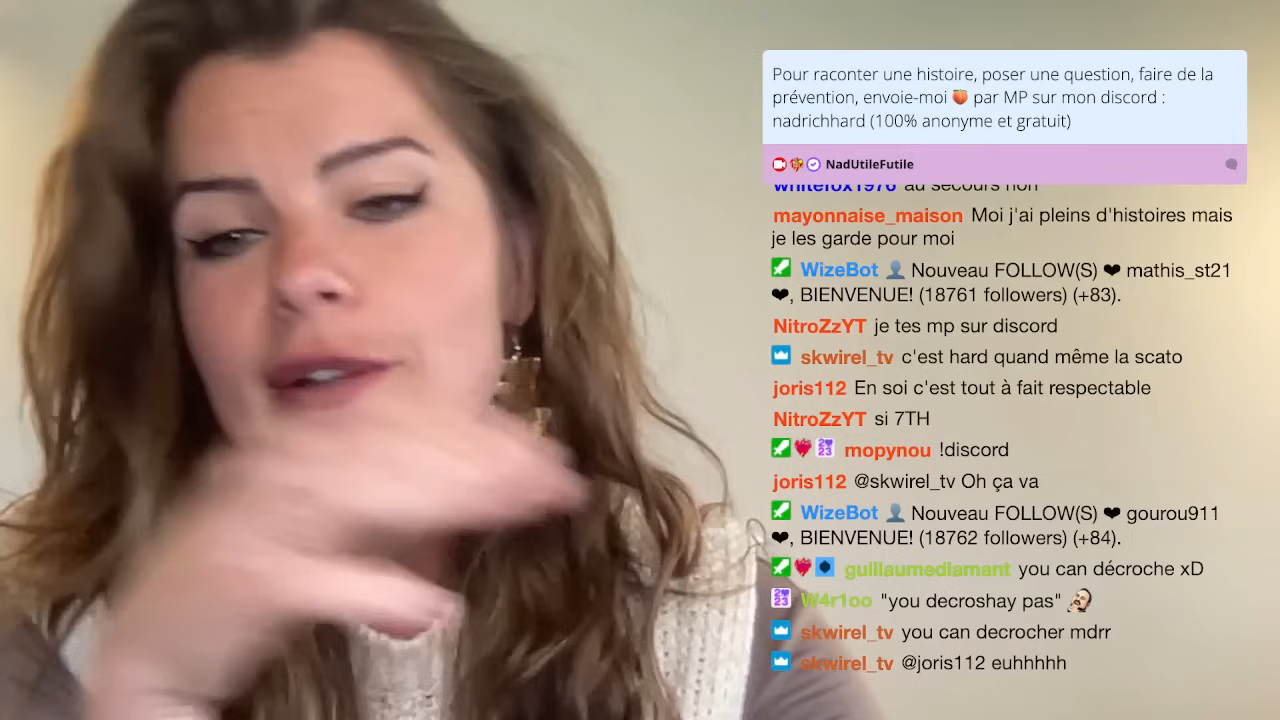 Pour raconter une histoire, poser une question, faire de la
prévention, envoie-moi 🍑 par MP sur mon discord :
nadrichhard (100% anonyme et gratuit)
NadUtileFutile
whitefox1976 au secours non
mayonnaise_maison Moi j'ai pleins d'histoires mais
je les garde pour moi
WizeBot 👤 Nouveau FOLLOW(S) ❤ mathis_st21
❤, BIENVENUE! (18761 followers) (+83).
NitroZzYT je tes mp sur discord
skwirel_tv c'est hard quand même la scato
joris112 En soi c'est tout à fait respectable
NitroZzYT si 7TH
mopynou !discord
joris112 @skwirel_tv Oh ça va
WizeBot 👤 Nouveau FOLLOW(S) ❤ gourou911
❤, BIENVENUE! (18762 followers) (+84).
guillaumediamant you can décroche xD
W4r1oo "you decroshay pas"
skwirel_tv you can decrocher mdrr
skwirel_tv @joris112 euhhhhh